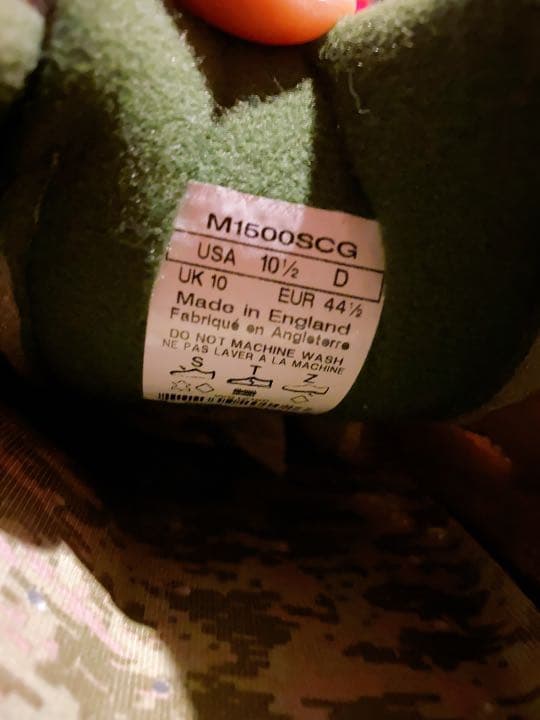 M1500SCG
USA 10½ D
UK 10 EUR 44½
Made in England
Fabriqué en Angleterre
DO NOT MACHINE WASH
NE PAS LAVER A LA MACHINE
S T Z